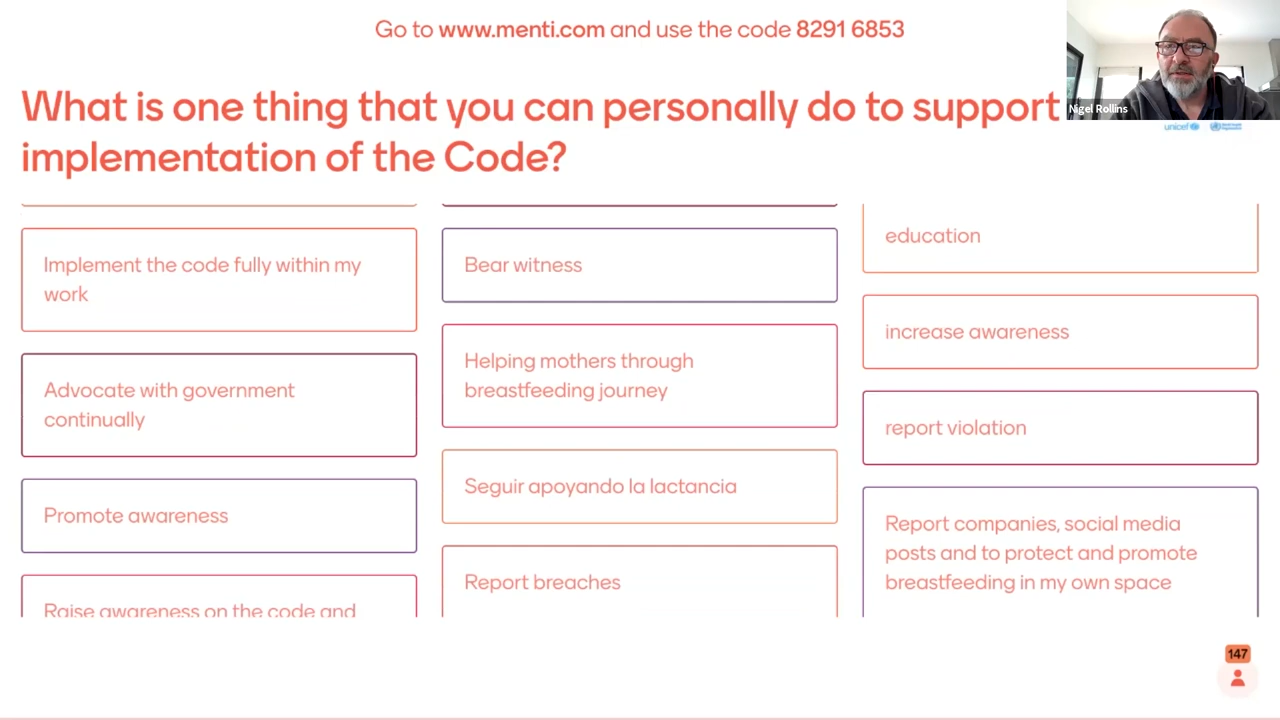 Go to www.menti.com and use the code 8291 6853
What is one thing that you can personally do to support
implementation of the Code?
Nigel Rollins
unicef
Implement the code fully within my
work
Advocate with government
continually
Promote awareness
Raise awareness on the code and
Bear witness
Helping mothers through
breastfeeding journey
Seguir apoyando la lactancia
Report breaches
education
increase awareness
report violation
Report companies, social media
posts and to protect and promote
breastfeeding in my own space
147